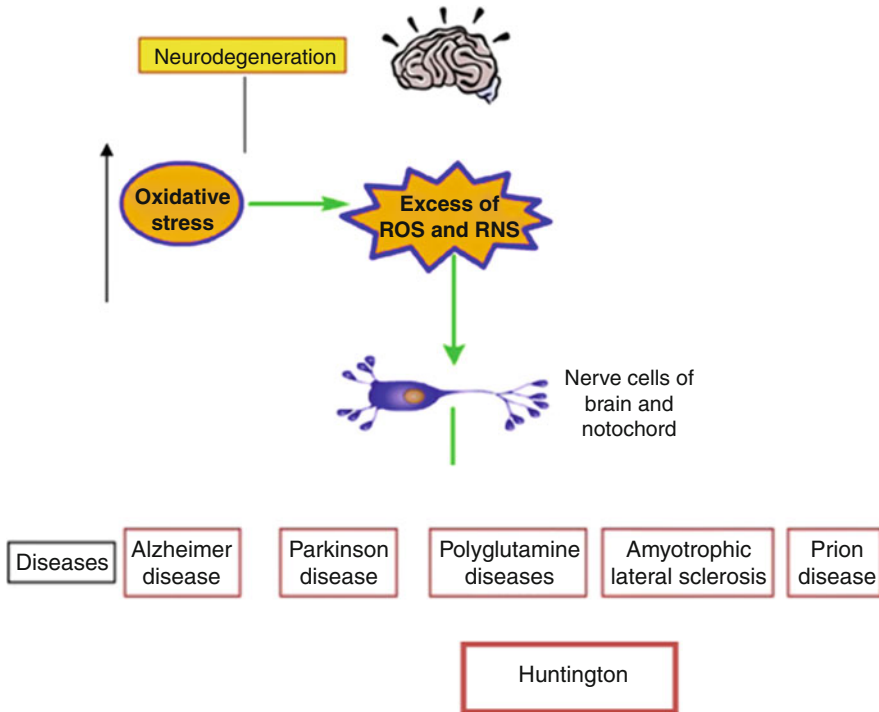 Neurodegeneration
Oxidative
stress
Excess of
ROS and RNS
Nerve cells of
brain and
notochord
Diseases
Alzheimer
disease
Parkinson
disease
Polyglutamine
diseases
Amyotrophic
lateral sclerosis
Prion
disease
Huntington